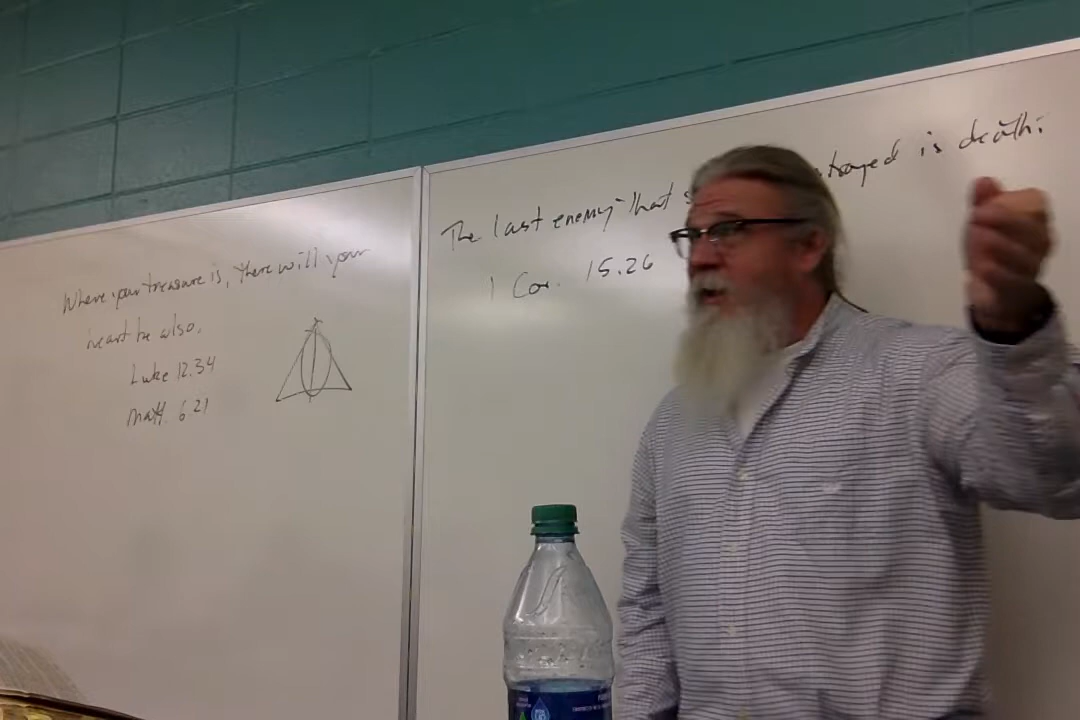 Where your treasure is, there will your
heart be also.
Luke 12.34
Matt. 6 21
The last enemy that s troyed is death.
1 Cor. 15.26